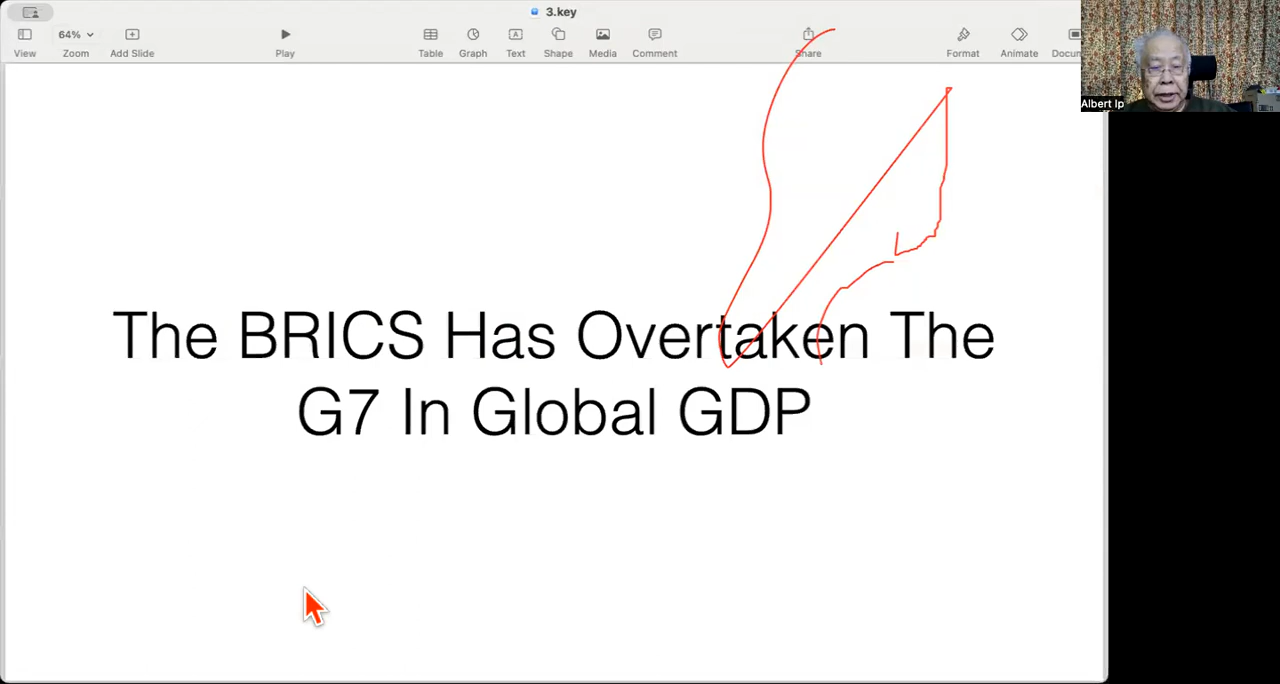 3.key
64%
View
Zoom
Add Slide
Play
Table
Graph
Text
Shape
Media
Comment
Share
Format
Animate
Albert Ip
The BRICS Has Overtaken The
G7 In Global GDP